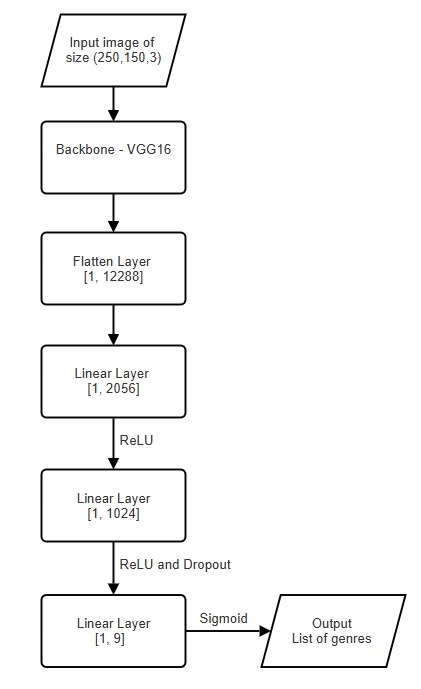 Input image of
size (250,150,3)
Backbone - VGG16
Flatten Layer
[1, 12288]
Linear Layer
[1, 2056]
ReLU
Linear Layer
[1, 1024]
ReLU and Dropout
Linear Layer
[1, 9]
Sigmoid
Output
List of genres